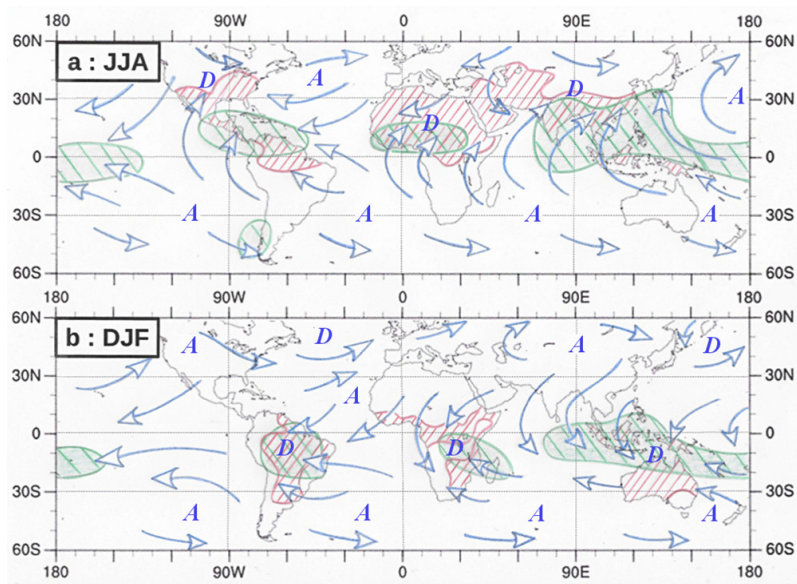 180 90W 0 90E 180
60N 60N
a : JJA
D A D A
30N 30N
D
0 0
A A A A
30S 30S
60S 60S
180 90W 0 90E 180
60N 60N
b : DJF
A D A D
30N A 30N
0 0
D D D
30S 30S
A A A A
60S 60S
180 90W 0 90E 180